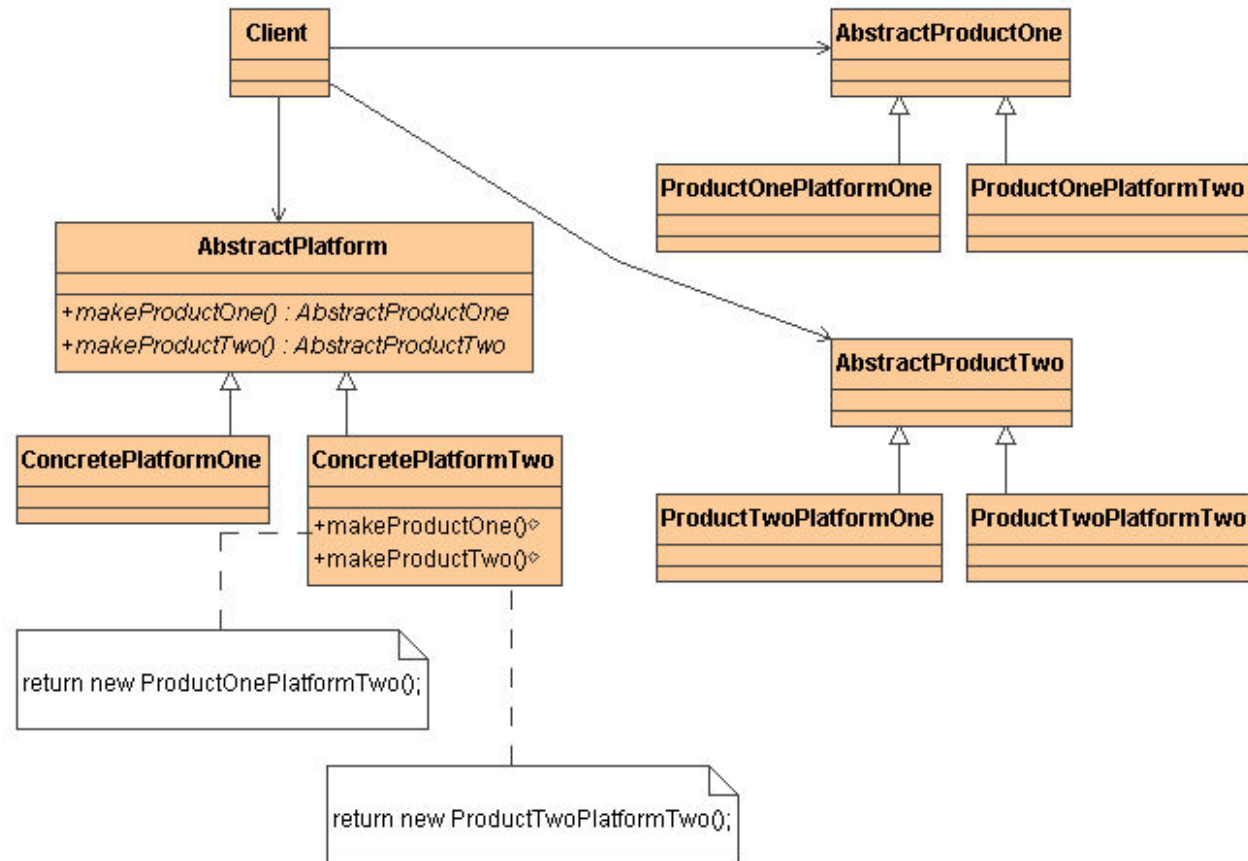 Client
AbstractProductOne
ProductOnePlatformOne
ProductOnePlatformTwo
AbstractPlatform
+makeProductOne() : AbstractProductOne
+makeProductTwo() : AbstractProductTwo
AbstractProductTwo
ConcretePlatformOne
ConcretePlatformTwo
+makeProductOne()
+makeProductTwo()
ProductTwoPlatformOne
ProductTwoPlatformTwo
return new ProductOnePlatformTwo();
return new ProductTwoPlatformTwo();